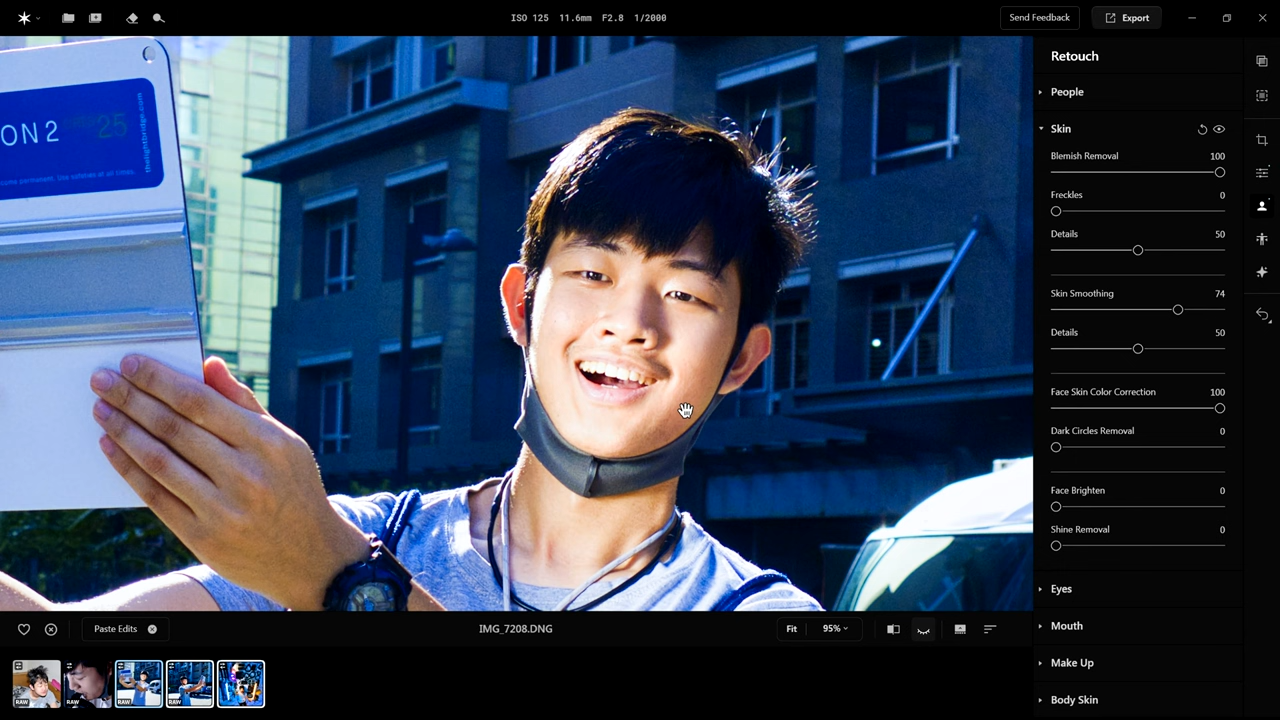 ISO 125 11.6mm F2.8 1/2000
Send Feedback
Export
ON 2
25
thelightbridge.com
Retouch
People
Skin
Blemish Removal 100
Freckles 0
Details 50
Skin Smoothing 74
Details 50
Face Skin Color Correction 100
Dark Circles Removal 0
Face Brighten 0
Shine Removal 0
Eyes
Mouth
Make Up
Body Skin
Paste Edits
IMG_7208.DNG
Fit
95%
RAW
RAW
RAW
RAW